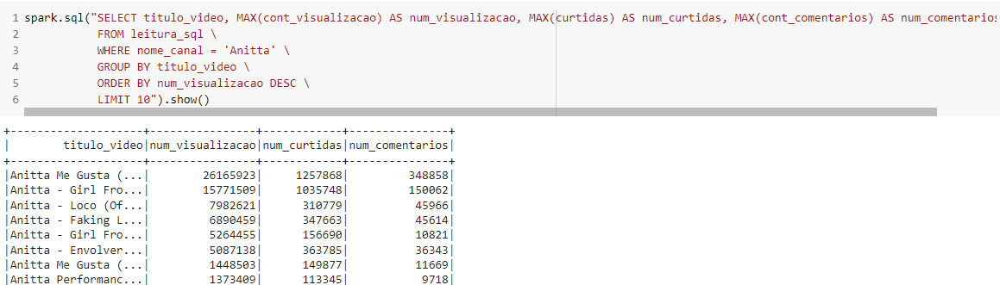 1 spark.sql("SELECT titulo_video, MAX(cont_visualizacao) AS num_visualizacao, MAX(curtidas) AS num_curtidas, MAX(cont_comentarios) AS num_comentarios
2 FROM leitura_sql \
3 WHERE nome_canal = 'Anitta' \
4 GROUP BY titulo_video \
5 ORDER BY num_visualizacao DESC \
6 LIMIT 10").show()
+--------------------+----------------+------------+---------------+
|        titulo_video|num_visualizacao|num_curtidas|num_comentarios|
+--------------------+----------------+------------+---------------+
|Anitta Me Gusta (...|        26165923|     1257868|         348858|
|Anitta - Girl Fro...|        15771509|     1035748|         150062|
|Anitta - Loco (Of...|         7982621|      310779|          45966|
|Anitta - Faking L...|         6890459|      347663|          45614|
|Anitta - Girl Fro...|         5264455|      156690|          10821|
|Anitta - Envolver...|         5087138|      363785|          36343|
|Anitta Me Gusta (...|         1448503|      149877|          11669|
|Anitta Performanc...|         1373409|      113345|           9718|